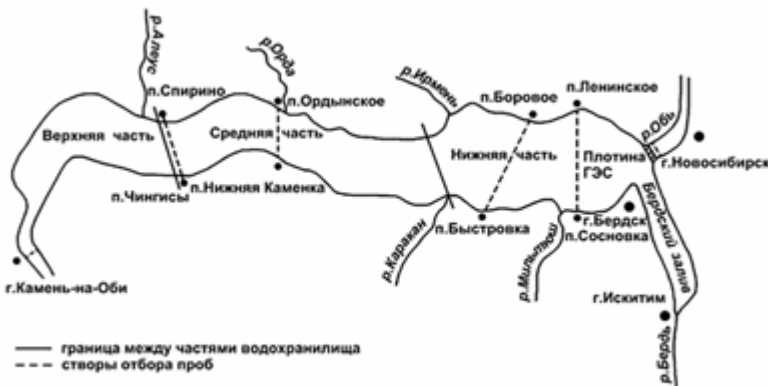 р.Алеус
п.Спирино
р.Орда
п.Ордынское
р.Ирмень
п.Боровое
п.Ленинское
р.Обь
г.Новосибирск
Верхняя часть
Средняя часть
Нижняя часть
Плотина
ГЭС
п.Чингисы
п.Нижняя Каменка
р.Каракан
п.Быстровка
р.Мильтюш
г.Бердск
п.Сосновка
Бердский залив
г.Искитим
р.Бердь
г.Камень-на-Оби
граница между частями водохранилища
створы отбора проб